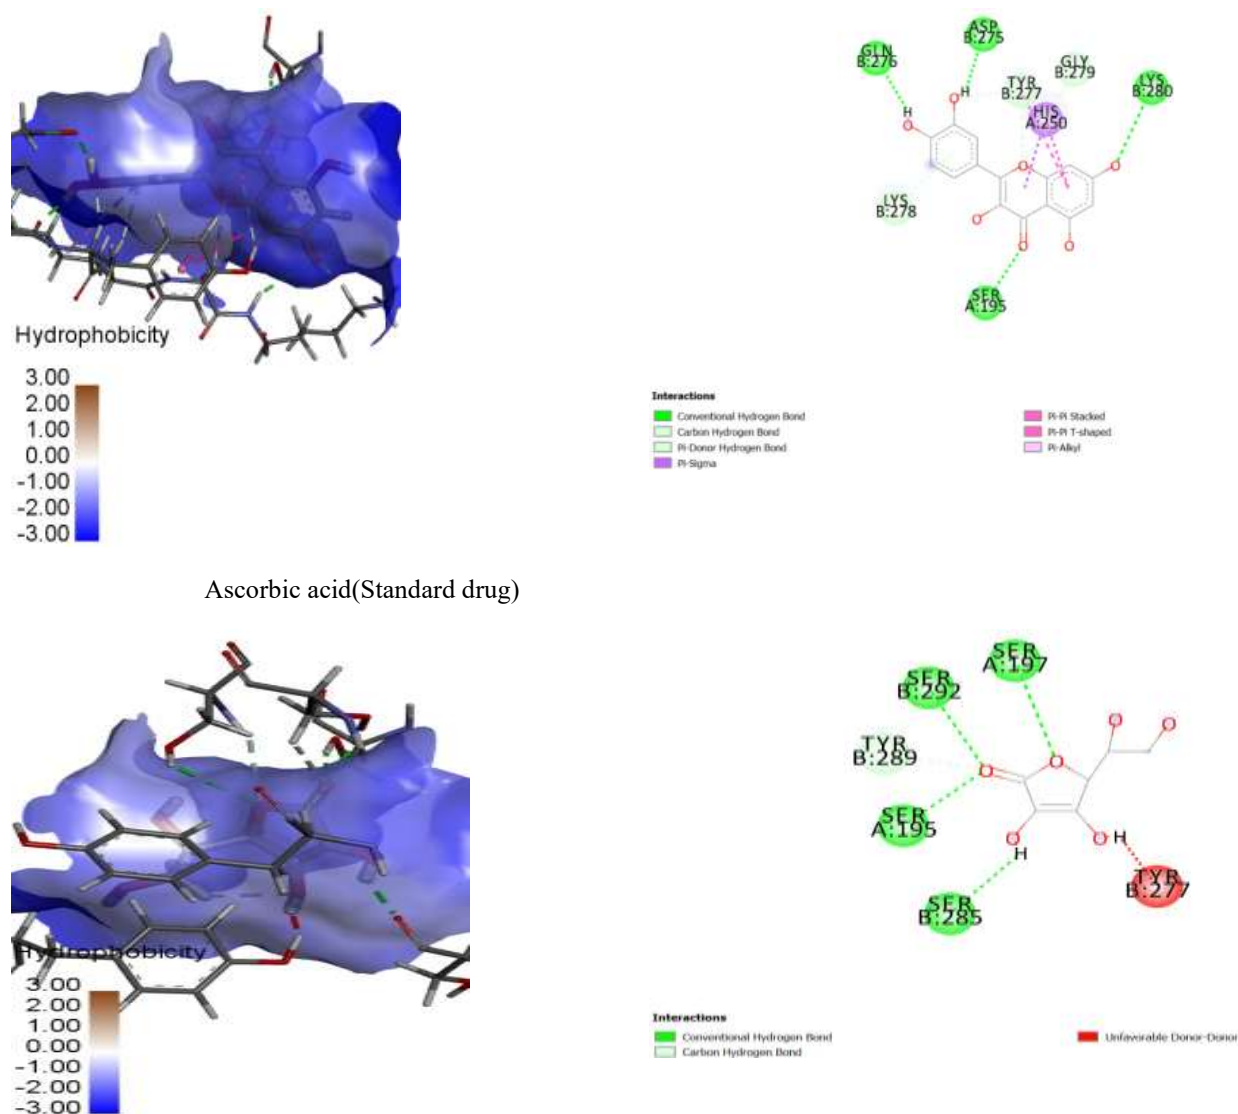 GLN
B:276
ASP
B:275
TYR
B:277
GLY
B:279
HIS
A:250
LYS
B:280
LYS
B:278
SER
A:195
H
O
H
O
O
O
O
O
O
Hydrophobicity
3.00
2.00
1.00
0.00
-1.00
-2.00
-3.00
Interactions
Conventional Hydrogen Bond
Carbon Hydrogen Bond
Pi-Donor Hydrogen Bond
Pi-Sigma
Pi-Pi Stacked
Pi-Pi T-shaped
Pi-Alkyl
Ascorbic acid(Standard drug)
SER
A:197
SER
B:292
TYR
B:289
SER
A:195
SER
B:285
TYR
B:277
O
O
O
O
O
H
O
H
Hydrophobicity
3.00
2.00
1.00
0.00
-1.00
-2.00
-3.00
Interactions
Conventional Hydrogen Bond
Carbon Hydrogen Bond
Unfavorable Donor-Donor